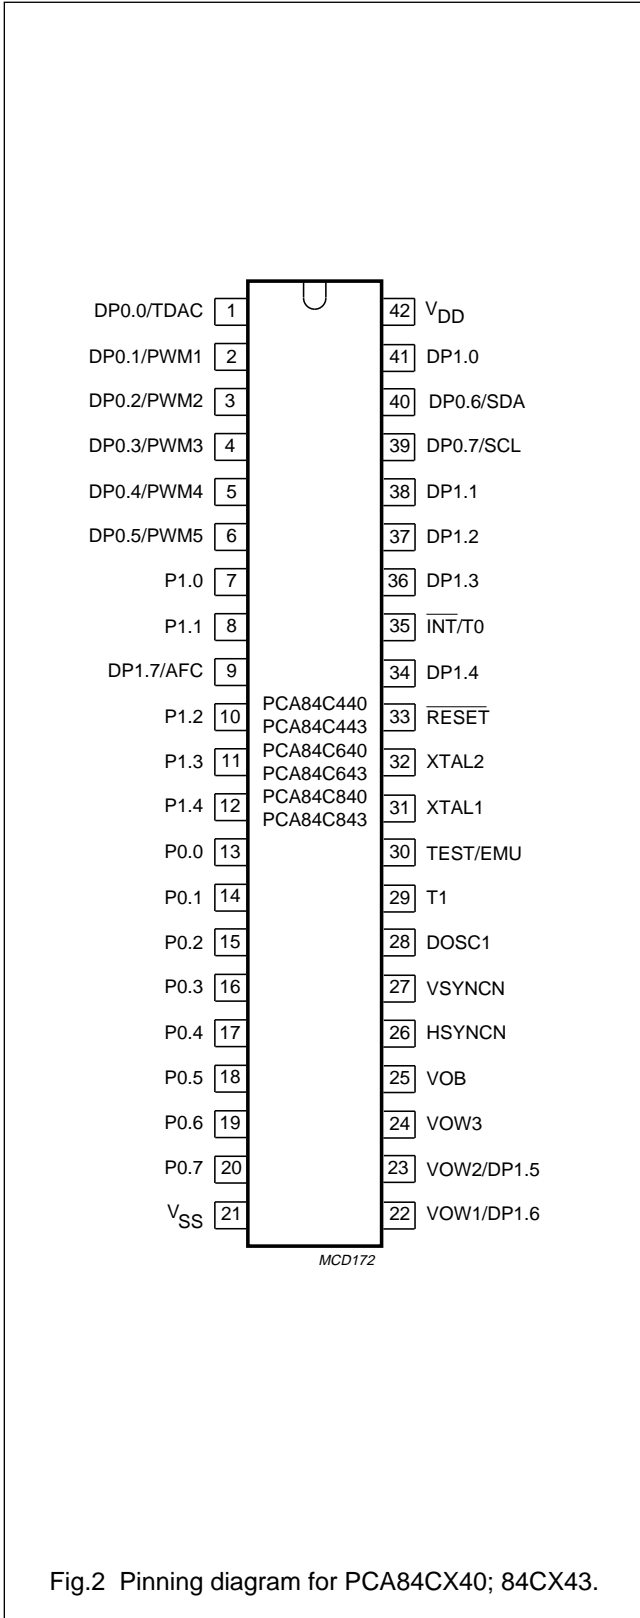 DP0.0/TDAC 1 42 VDD
DP0.1/PWM1 2 41 DP1.0
DP0.2/PWM2 3 40 DP0.6/SDA
DP0.3/PWM3 4 39 DP0.7/SCL
DP0.4/PWM4 5 38 DP1.1
DP0.5/PWM5 6 37 DP1.2
P1.0 7 36 DP1.3
P1.1 8 35 I̅N̅T̅/T0
DP1.7/AFC 9 34 DP1.4
PCA84C440
P1.2 10 33 R̅E̅S̅E̅T̅
PCA84C443
PCA84C640
P1.3 11 32 XTAL2
PCA84C643
PCA84C840
P1.4 12 31 XTAL1
PCA84C843
P0.0 13 30 TEST/EMU
P0.1 14 29 T1
P0.2 15 28 DOSC1
P0.3 16 27 VSYNCN
P0.4 17 26 HSYNCN
P0.5 18 25 VOB
P0.6 19 24 VOW3
P0.7 20 23 VOW2/DP1.5
VSS 21 22 VOW1/DP1.6
MCD172
Fig.2 Pinning diagram for PCA84CX40; 84CX43.